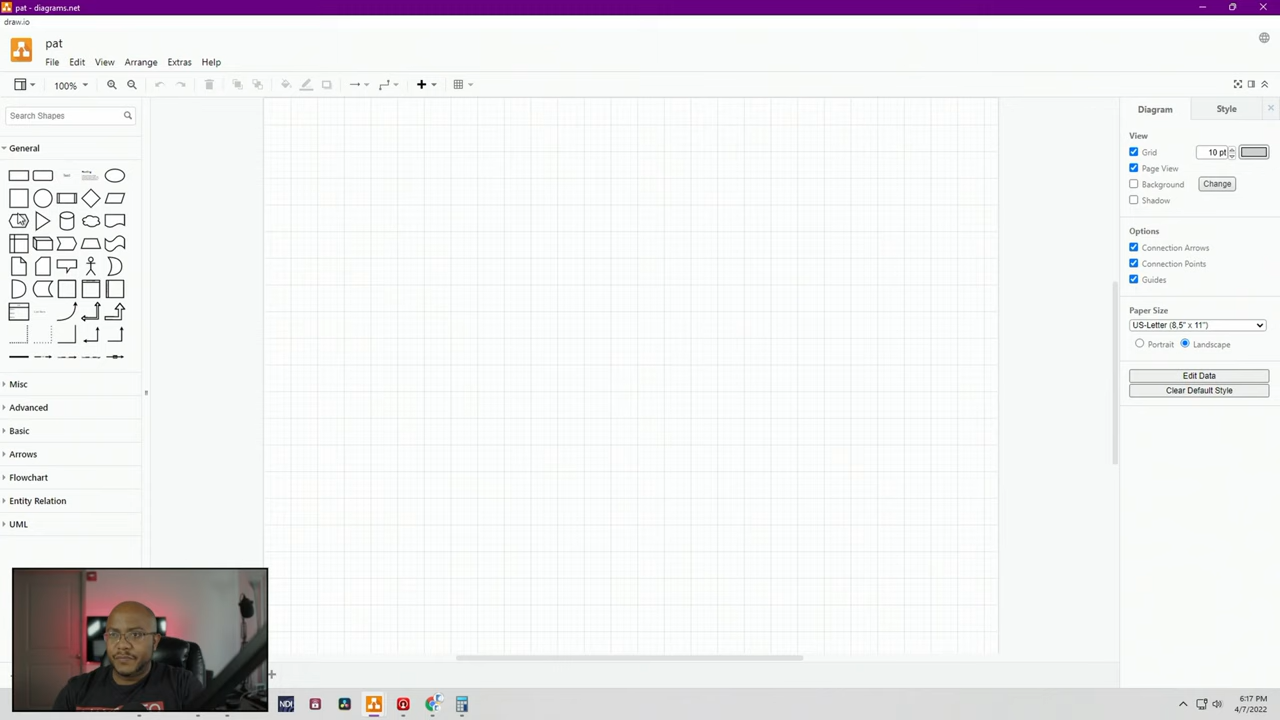 pat - diagrams.net
draw.io
pat
File Edit View Arrange Extras Help
100%
Search Shapes
General
Misc
Advanced
Basic
Arrows
Flowchart
Entity Relation
UML
Diagram Style
View
Grid 10 pt
Page View
Background Change
Shadow
Options
Connection Arrows
Connection Points
Guides
Paper Size
US-Letter (8,5" x 11")
Portrait Landscape
Edit Data
Clear Default Style
NDI
6:17 PM
4/7/2022